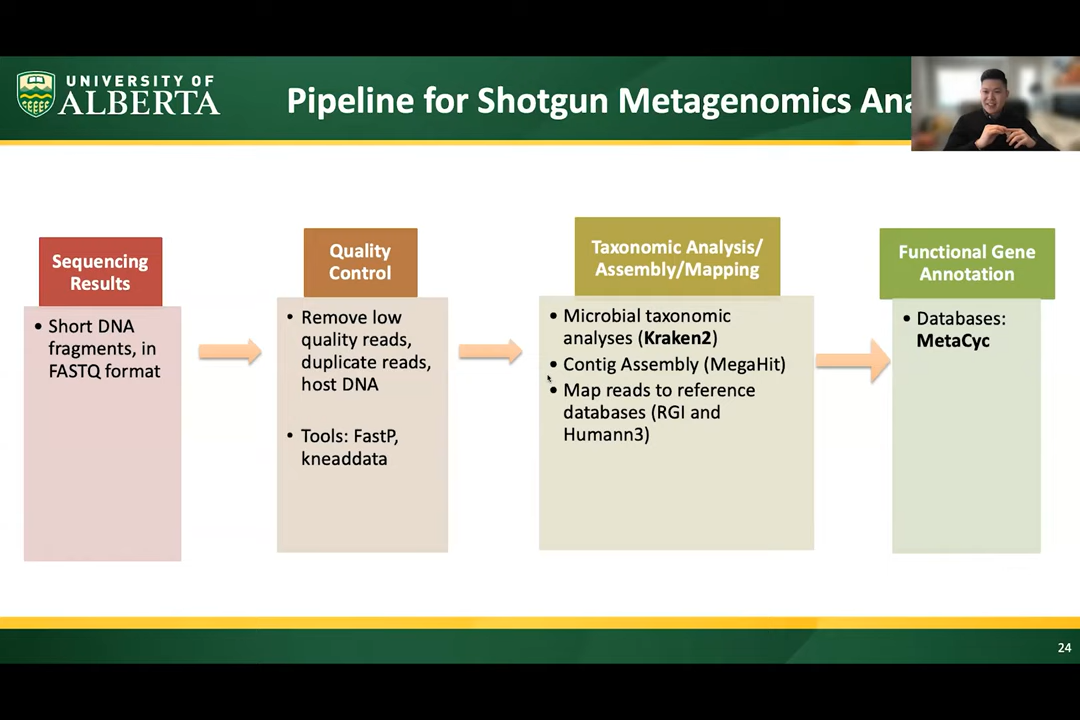 UNIVERSITY OF
ALBERTA
Pipeline for Shotgun Metagenomics Ana
Sequencing
Results
• Short DNA
fragments, in
FASTQ format
Quality
Control
• Remove low
quality reads,
duplicate reads,
host DNA
• Tools: FastP,
kneaddata
Taxonomic Analysis/
Assembly/Mapping
• Microbial taxonomic
analyses (Kraken2)
• Contig Assembly (MegaHit)
• Map reads to reference
databases (RGI and
Humann3)
Functional Gene
Annotation
• Databases:
MetaCyc
24